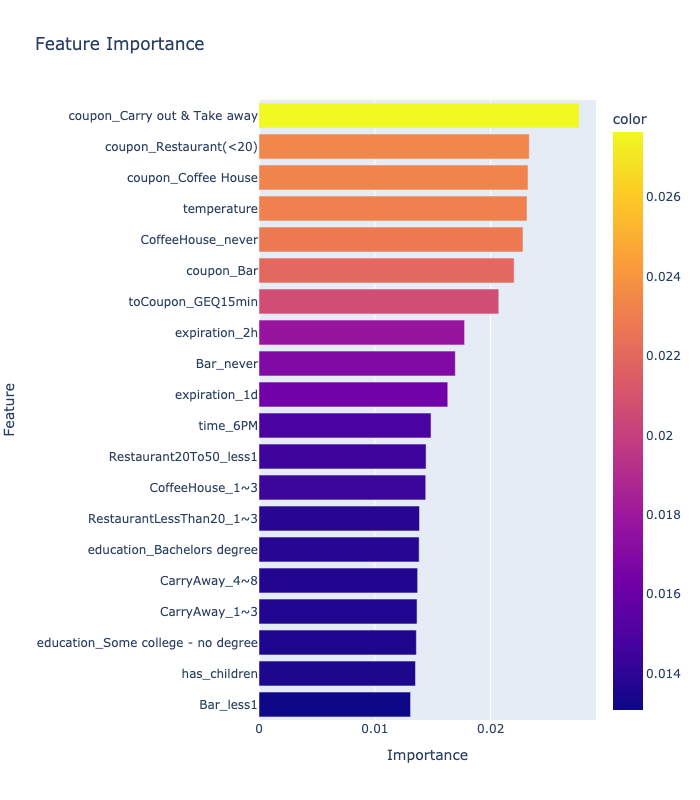 Feature Importance
color
coupon_Carry out & Take away
coupon_Restaurant(<20)
coupon_Coffee House
temperature
CoffeeHouse_never
coupon_Bar
toCoupon_GEQ15min
expiration_2h
Bar_never
expiration_1d
time_6PM
Restaurant20To50_less1
CoffeeHouse_1~3
RestaurantLessThan20_1~3
education_Bachelors degree
CarryAway_4~8
CarryAway_1~3
education_Some college - no degree
has_children
Bar_less1
Feature
0
0.01
0.02
Importance
0.026
0.024
0.022
0.02
0.018
0.016
0.014